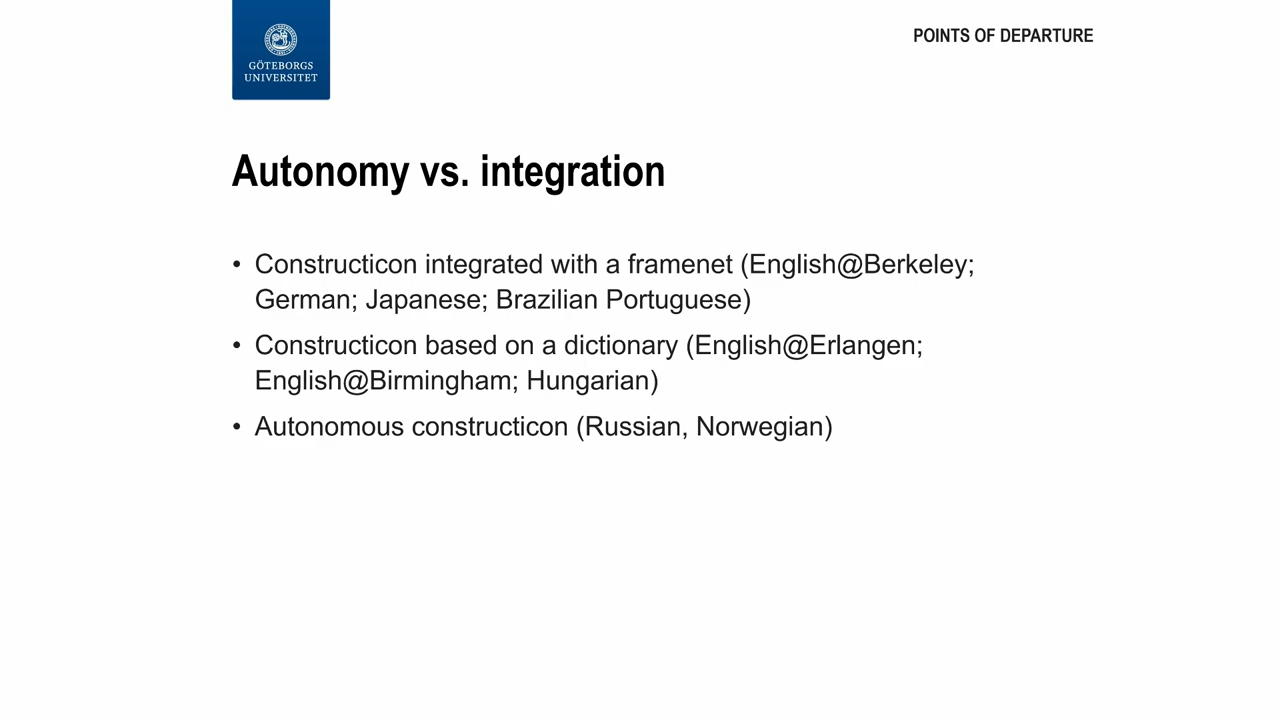 GÖTEBORGS
UNIVERSITET
POINTS OF DEPARTURE
Autonomy vs. integration
• Constructicon integrated with a framenet (English@Berkeley;
German; Japanese; Brazilian Portuguese)
• Constructicon based on a dictionary (English@Erlangen;
English@Birmingham; Hungarian)
• Autonomous constructicon (Russian, Norwegian)